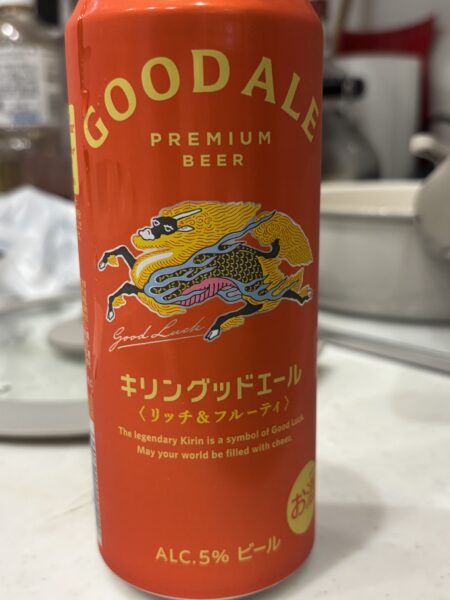 GOOD ALE
PREMIUM
BEER
Good Luck
キリングッドエール
〈リッチ&フルーティ〉
The legendary Kirin is a symbol of Good Luck.
May your world be filled with cheer.
お酒
ALC.5% ビール